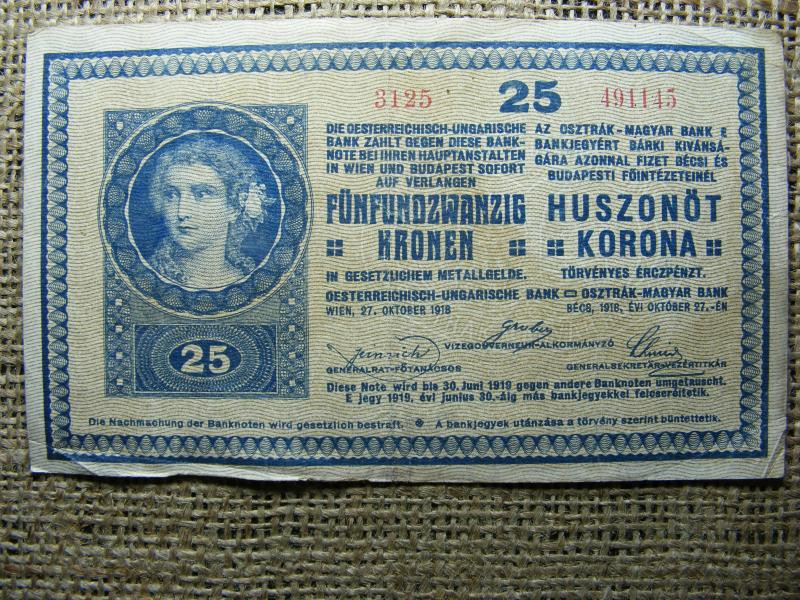 3125 25 491145
DIE OESTERREICHISCH-UNGARISCHE
BANK ZAHLT GEGEN DIESE BANK-
NOTE BEI IHREN HAUPTANSTALTEN
IN WIEN UND BUDAPEST SOFORT
AUF VERLANGEN
FÜNFUNDZWANZIG
KRONEN
IN GESETZLICHEM METALLGELDE.
AZ OSZTRÁK-MAGYAR BANK E
BANKJEGYÉRT BÁRKI KIVÁNSÁ-
GÁRA AZONNAL FIZET BÉCSI ÉS
BUDAPESTI FŐINTÉZETEINÉL
HUSZONÖT
KORONA
TÖRVÉNYES ÉRCZPÉNZT.
OESTERREICHISCH-UNGARISCHE BANK OSZTRÁK-MAGYAR BANK
WIEN, 27. OKTOBER 1918 BÉCS, 1918, ÉVI OKTÓBER 27.-ÉN
VIZEGOUVERNEUR-ALKORMÁNYZÓ
GENERALRAT-FŐTANÁCSOS
GENERALSEKRETÄR-VEZÉRTITKÁR
25
Diese Note wird bis 30. Juni 1919 gegen andere Banknoten umgetauscht.
E jegy 1919. évi junius 30.-áig más bankjegyekkel felcseréltetik.
Die Nachmachung der Banknoten wird gesetzlich bestraft. A bankjegyek utánzása a törvény szerint büntettetik.